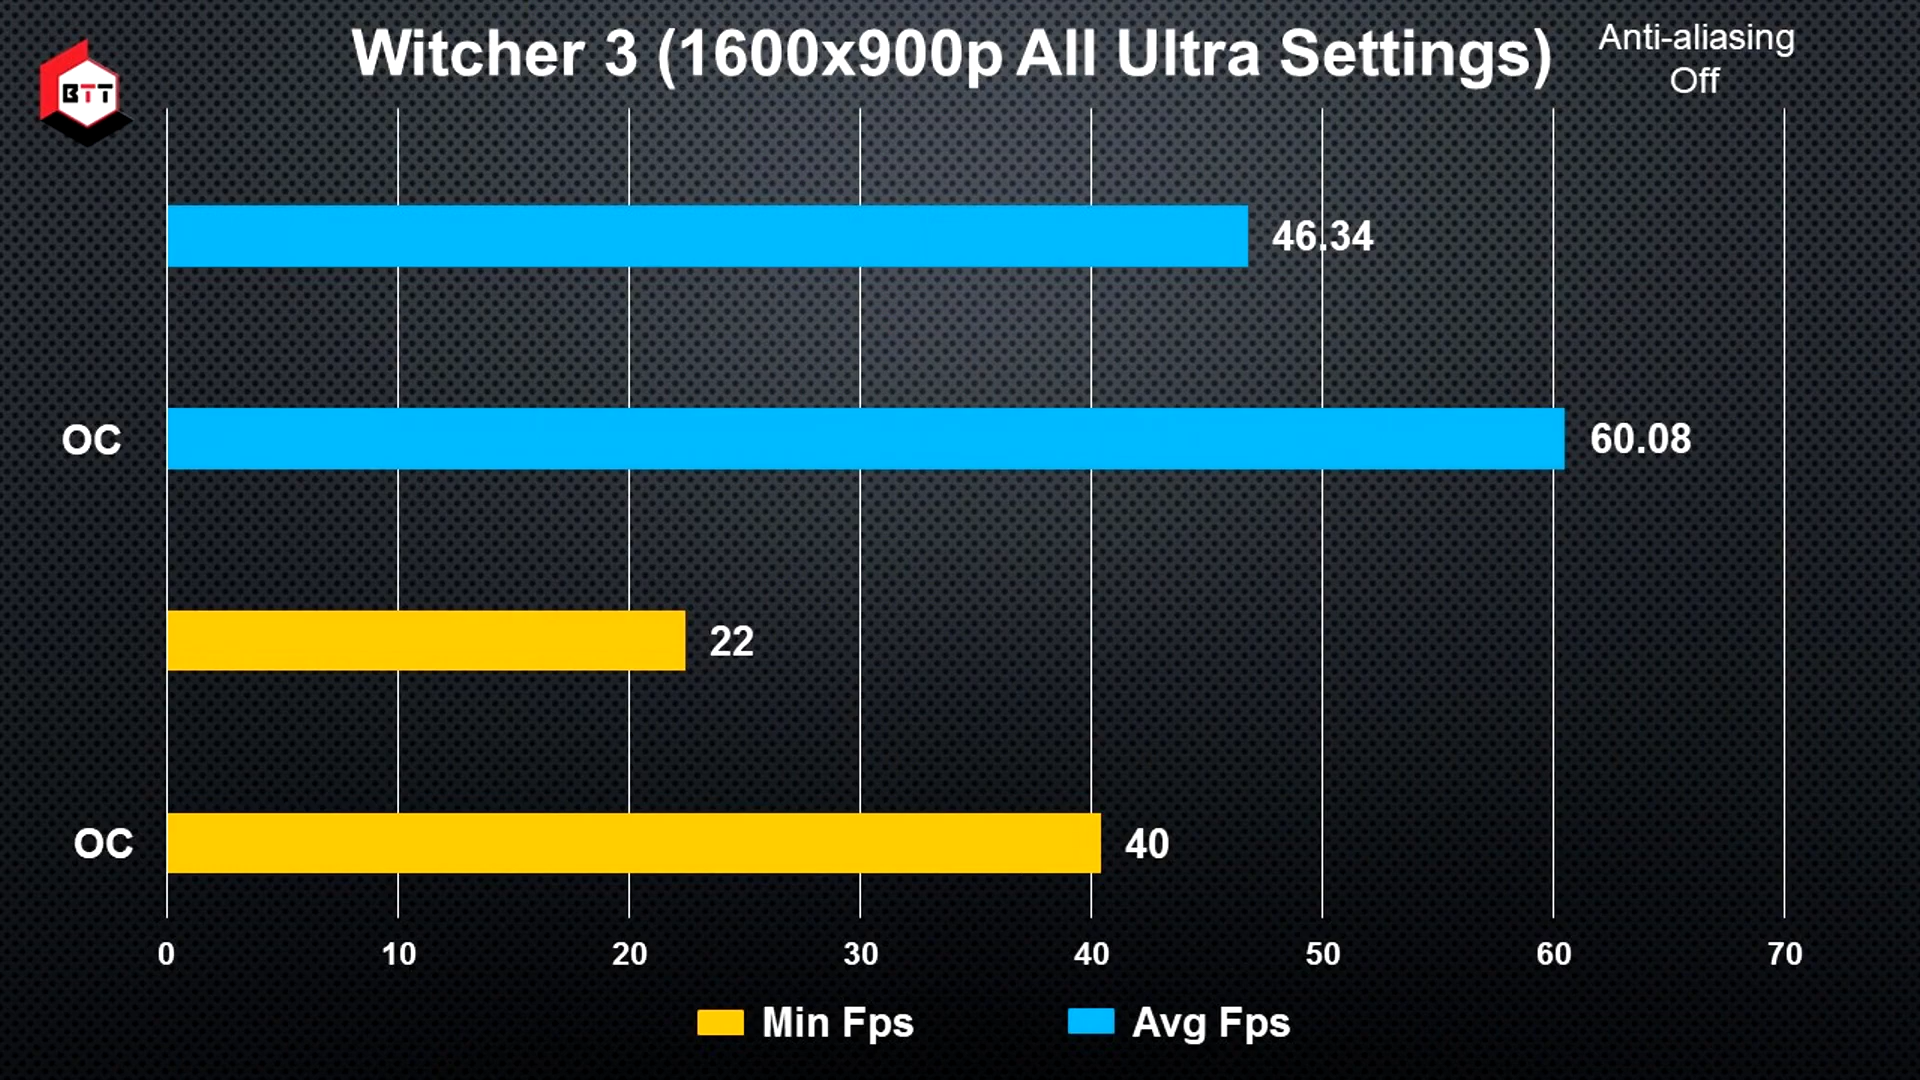 Witcher 3 (1600x900p All Ultra Settings)
Anti-aliasing
Off
BTT
46.34
OC
60.08
22
OC
40
0 10 20 30 40 50 60 70
Min Fps
Avg Fps